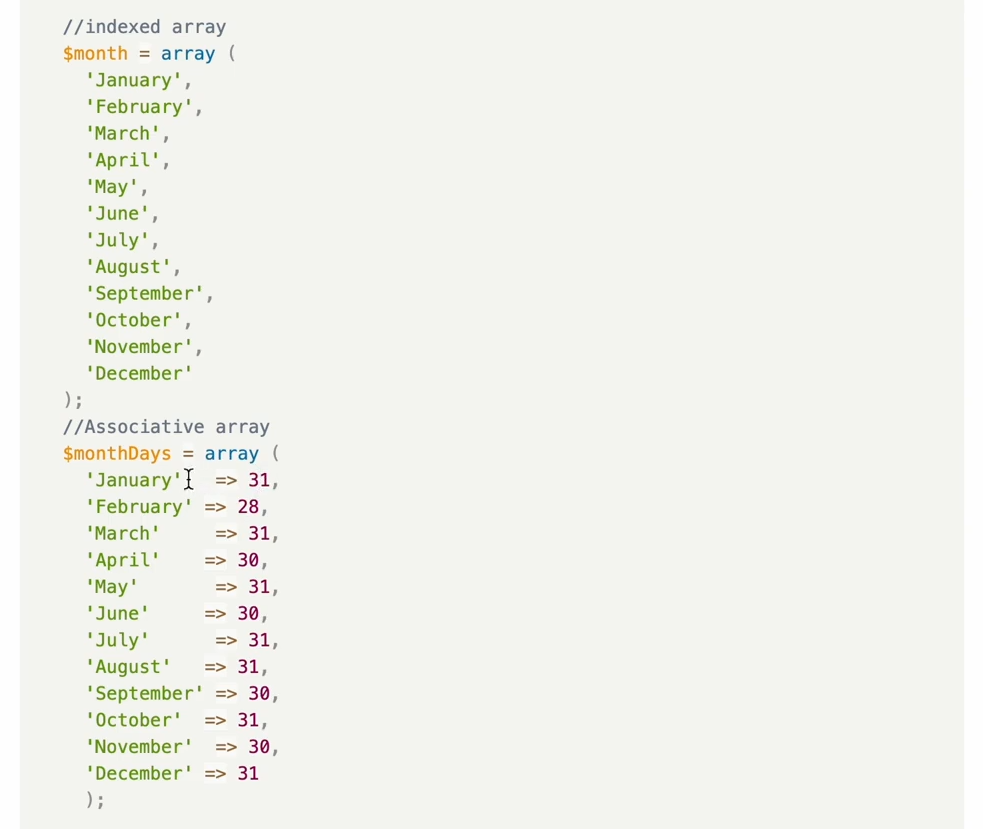 //indexed array
$month = array (
  'January',
  'February',
  'March',
  'April',
  'May',
  'June',
  'July',
  'August',
  'September',
  'October',
  'November',
  'December'
);
//Associative array
$monthDays = array (
  'January'   => 31,
  'February' => 28,
  'March'     => 31,
  'April'    => 30,
  'May'       => 31,
  'June'     => 30,
  'July'      => 31,
  'August'   => 31,
  'September' => 30,
  'October'  => 31,
  'November'  => 30,
  'December' => 31
  );